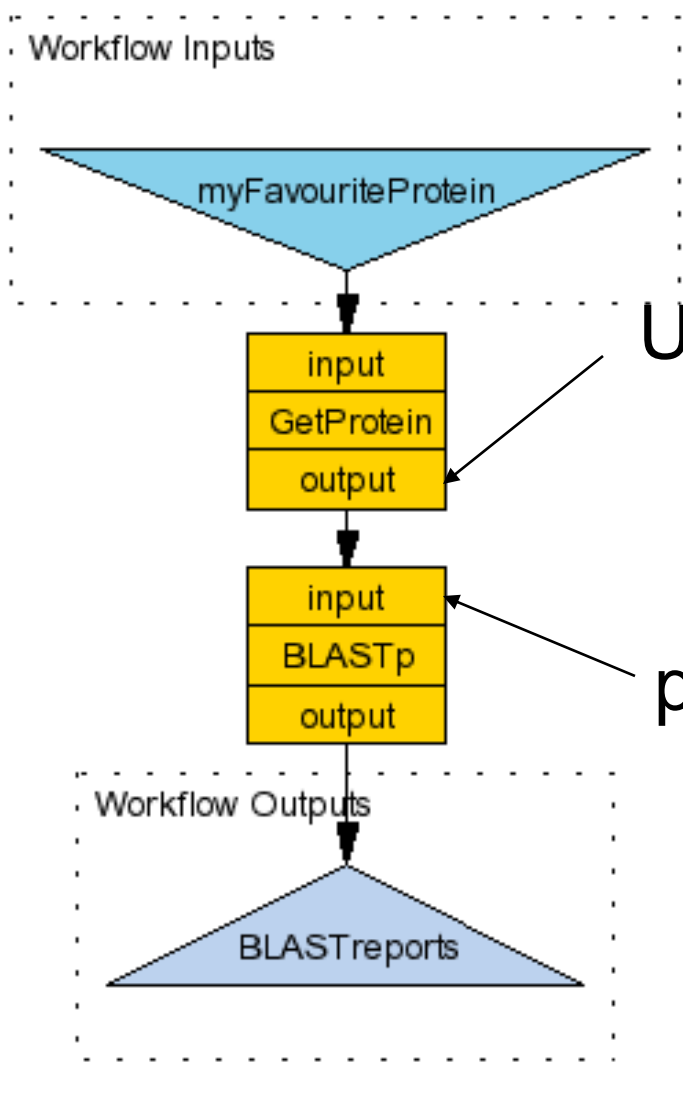 Workflow Inputs
myFavouriteProtein
U
input
GetProtein
output
input
BLASTp
output
p
Workflow Outputs
BLASTreports